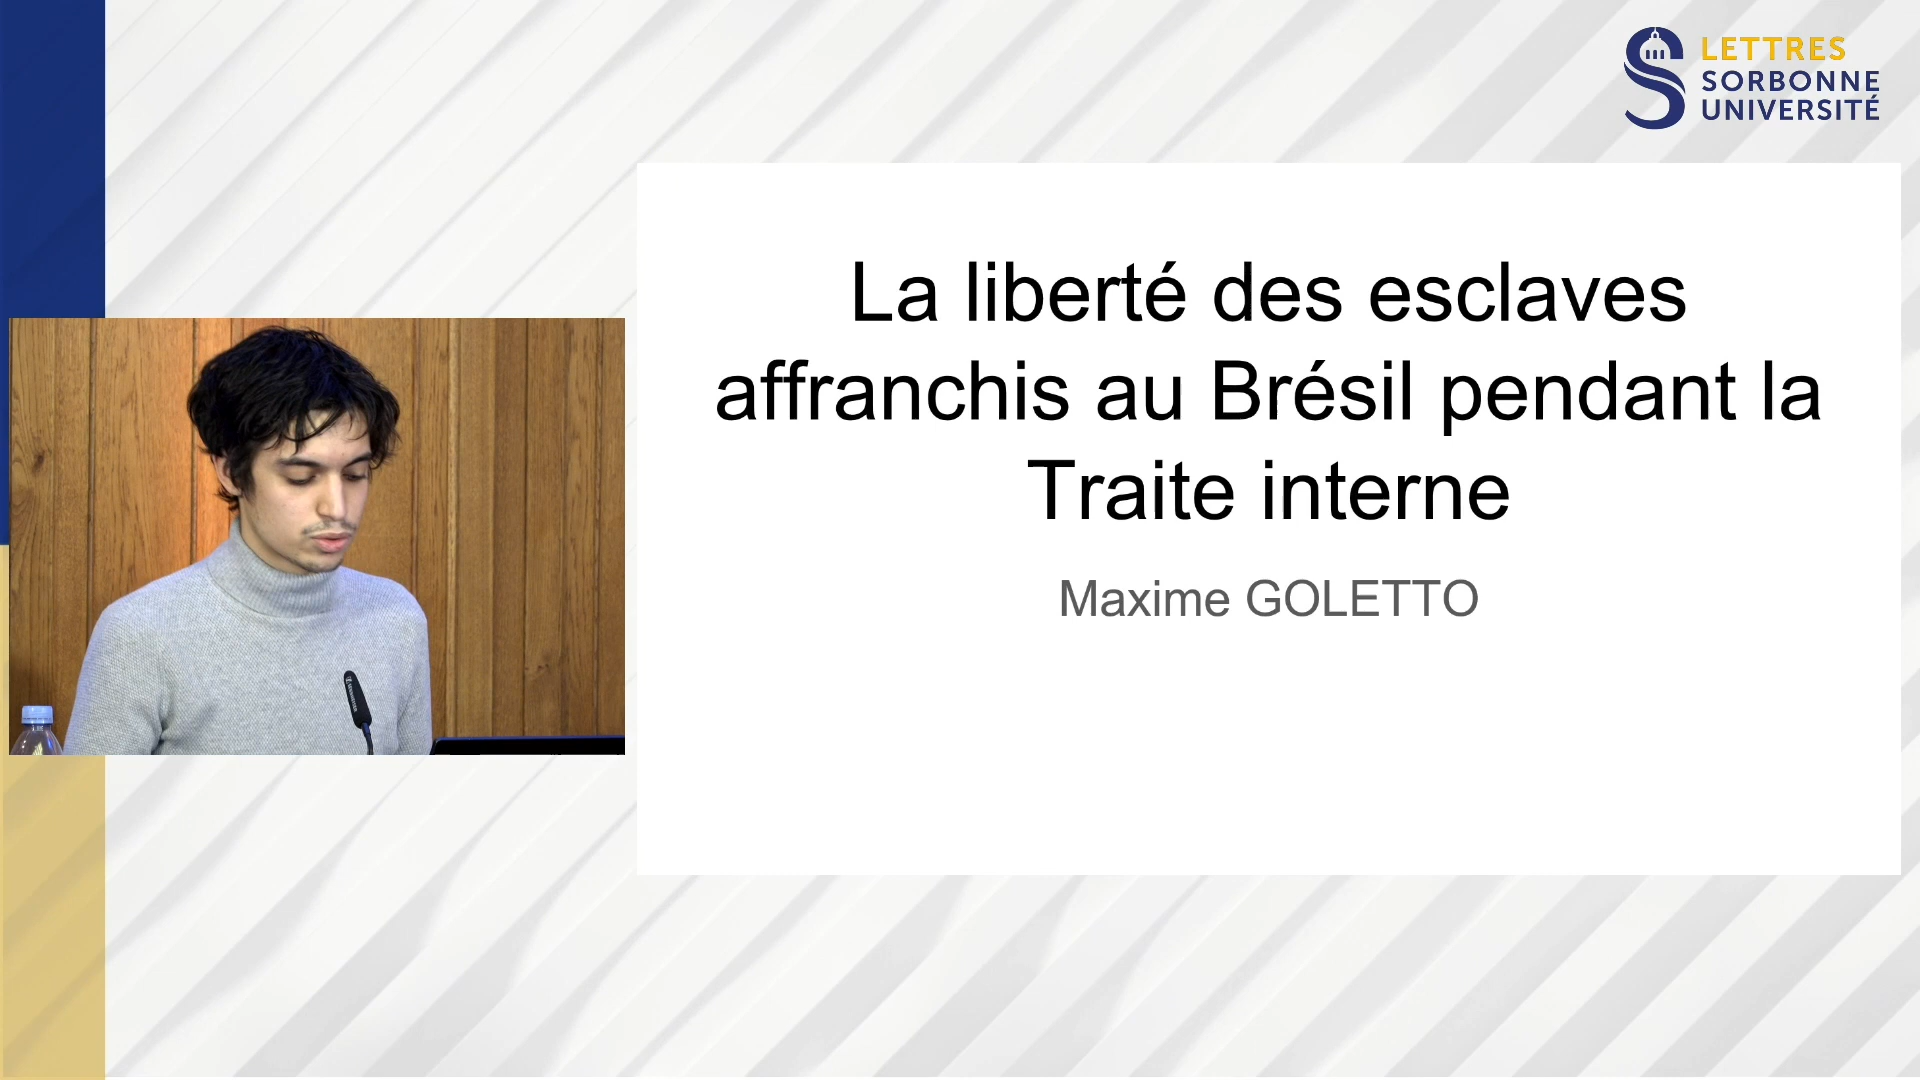 LETTRES
SORBONNE
UNIVERSITÉ
La liberté des esclaves
affranchis au Brésil pendant la
Traite interne
Maxime GOLETTO